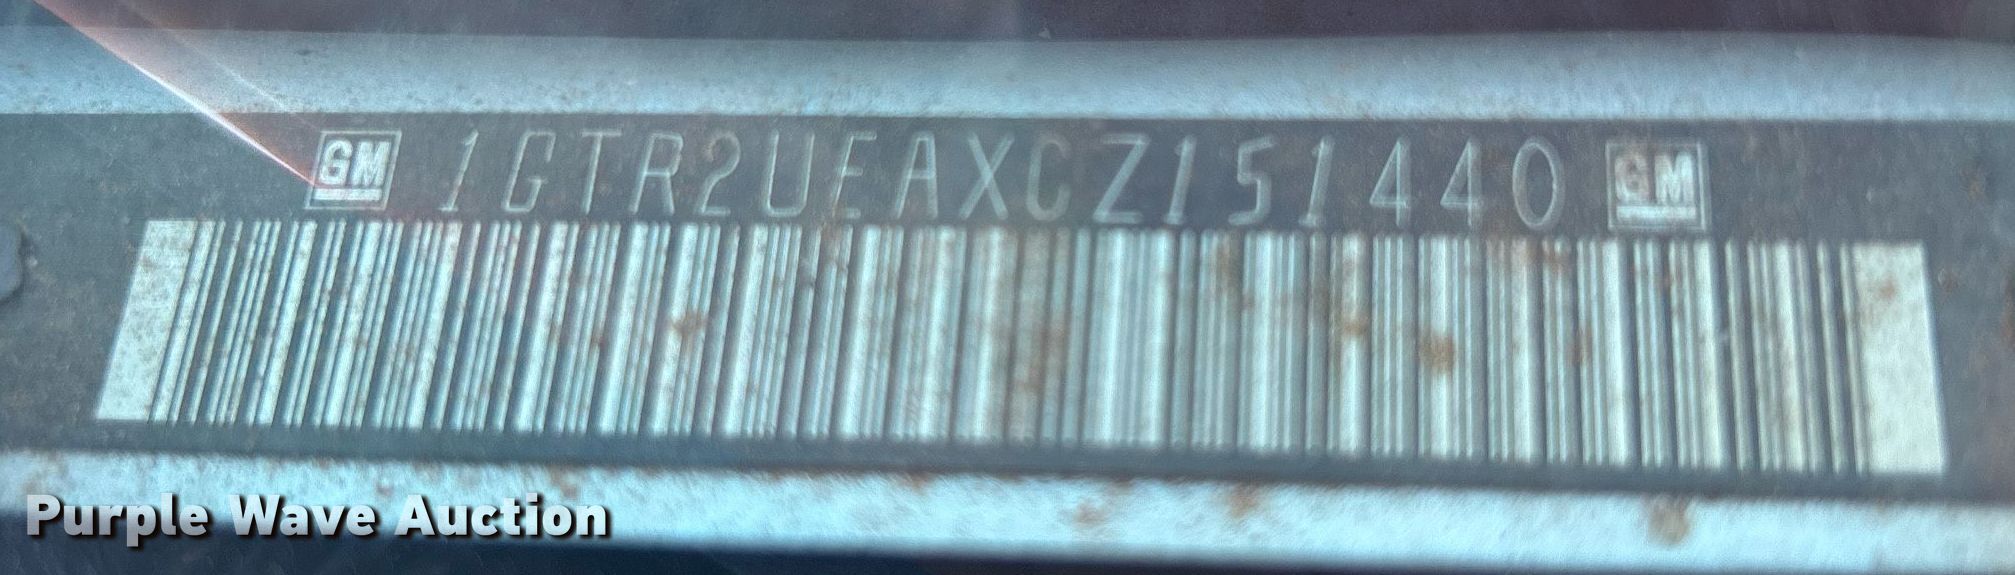 GM 1GTR2UEAXCZ151440 GM
Purple Wave Auction